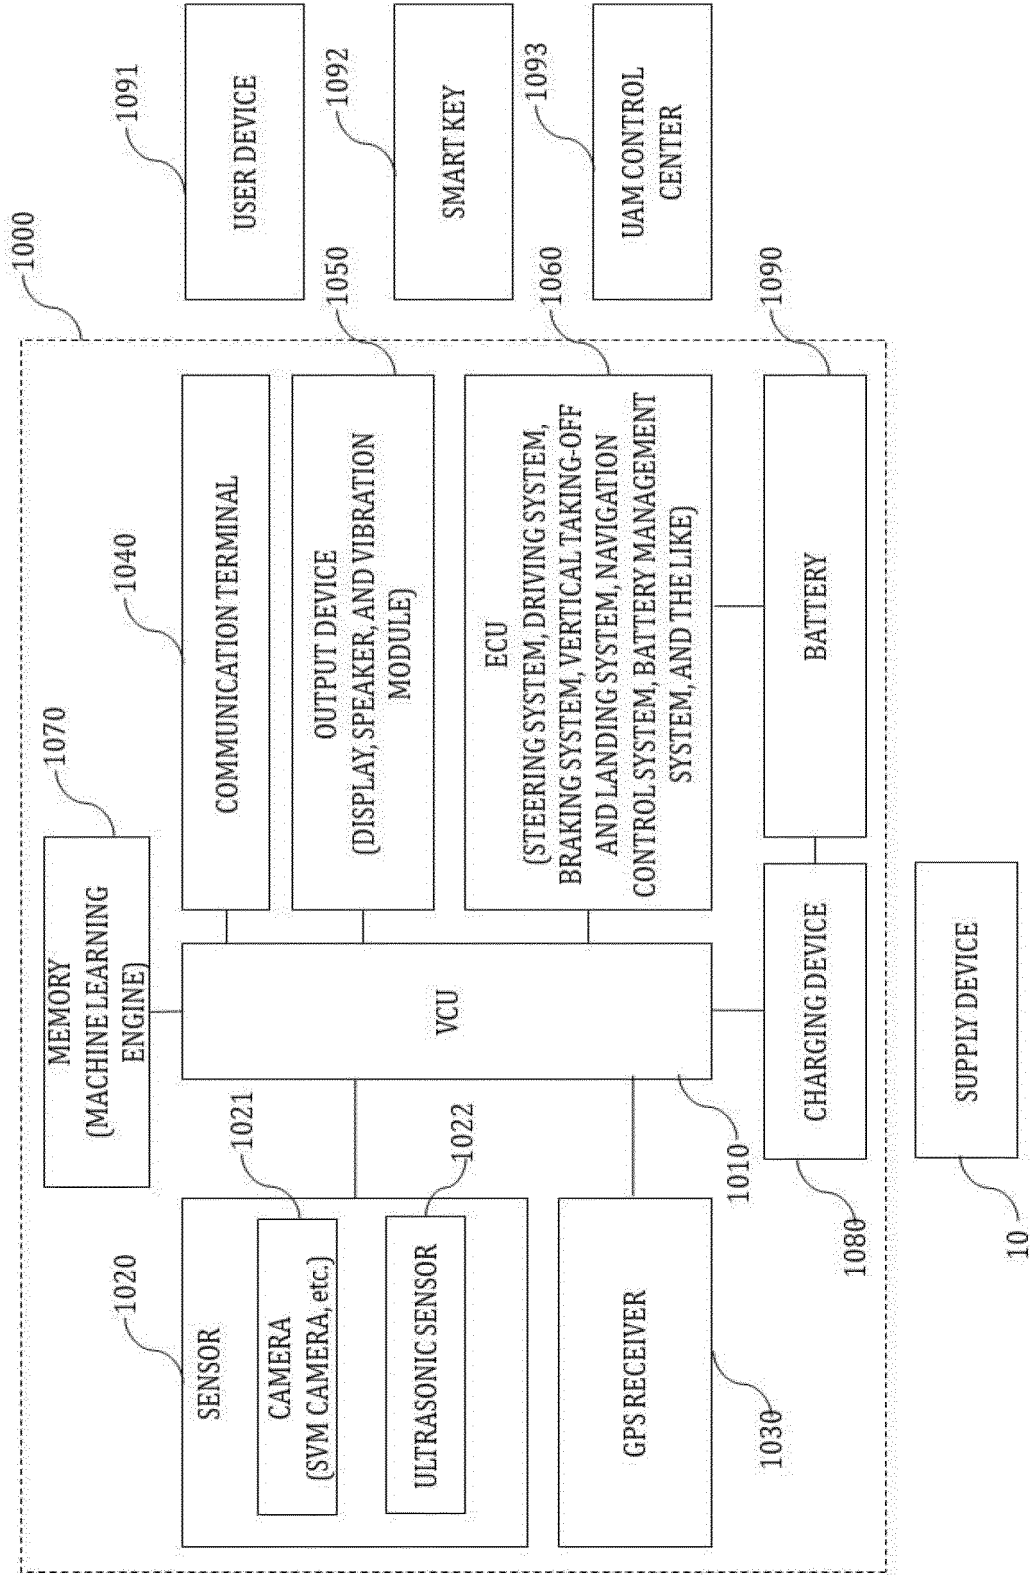 1000
MEMORY
(MACHINE LEARNING
ENGINE)
1070
1020
SENSOR
CAMERA
(SVM CAMERA, etc.)
1021
ULTRASONIC SENSOR
1022
GPS RECEIVER
1030
VCU
1010
1040
COMMUNICATION TERMINAL
OUTPUT DEVICE
(DISPLAY, SPEAKER, AND VIBRATION
MODULE)
1050
ECU
(STEERING SYSTEM, DRIVING SYSTEM,
BRAKING SYSTEM, VERTICAL TAKING-OFF
AND LANDING SYSTEM, NAVIGATION
CONTROL SYSTEM, BATTERY MANAGEMENT
SYSTEM, AND THE LIKE)
1060
CHARGING DEVICE
1080
BATTERY
1090
1091
USER DEVICE
1092
SMART KEY
1093
UAM CONTROL
CENTER
SUPPLY DEVICE
10